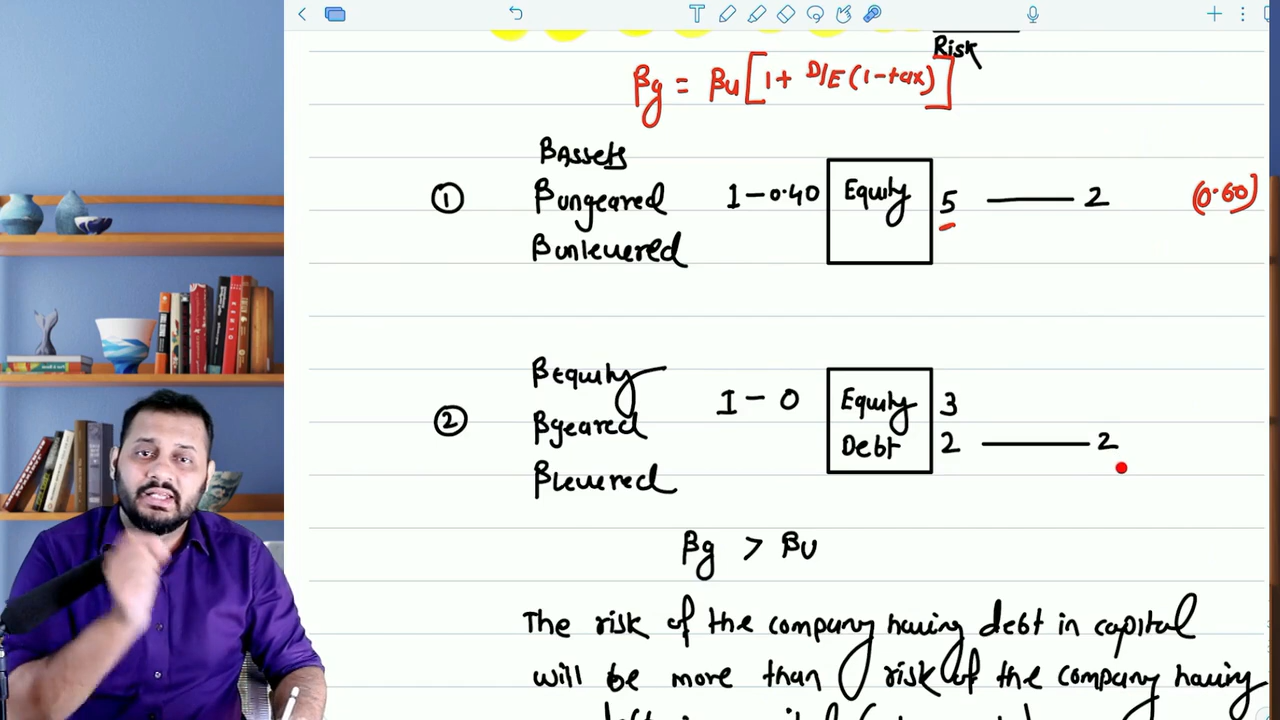 Risk
βg = βu [1 + D/E (1-tax)]
βAssets
① βungeared 1-0.40 Equity 5 — 2 (0.60)
βunlevered
βEquity
② βgeared 1 - 0 Equity 3
Debt 2 — 2
βlevered
βg > βu
The risk of the company having debt in capital
will be more than risk of the company having